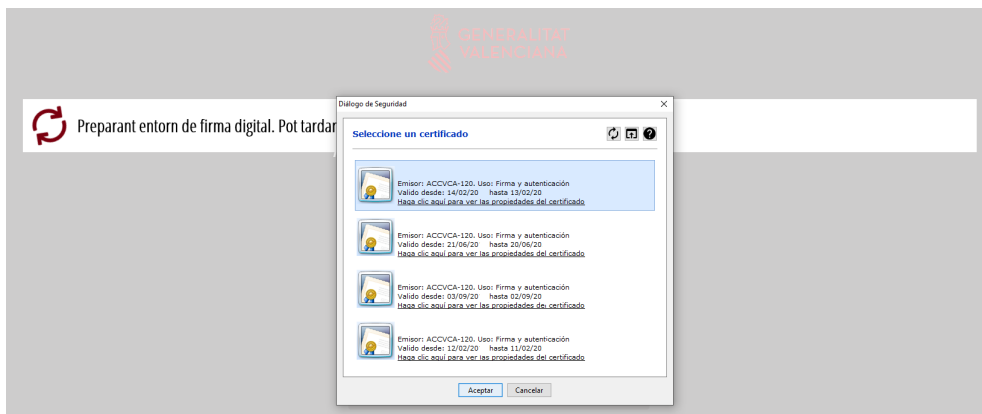 GENERALITAT
VALENCIANA
Preparant entorn de firma digital. Pot tardar
Diálogo de Seguridad
Seleccione un certificado
Emisor: ACCVCA-120. Uso: Firma y autenticación
Valido desde: 14/02/20 hasta 13/02/20
Haga clic aquí para ver las propiedades del certificado
Emisor: ACCVCA-120. Uso: Firma y autenticación
Valido desde: 21/06/20 hasta 20/06/20
Haga clic aquí para ver las propiedades del certificado
Emisor: ACCVCA-120. Uso: Firma y autenticación
Valido desde: 03/09/20 hasta 02/09/20
Haga clic aquí para ver las propiedades del certificado
Emisor: ACCVCA-120. Uso: Firma y autenticación
Valido desde: 12/02/20 hasta 11/02/20
Haga clic aquí para ver las propiedades del certificado
Aceptar Cancelar